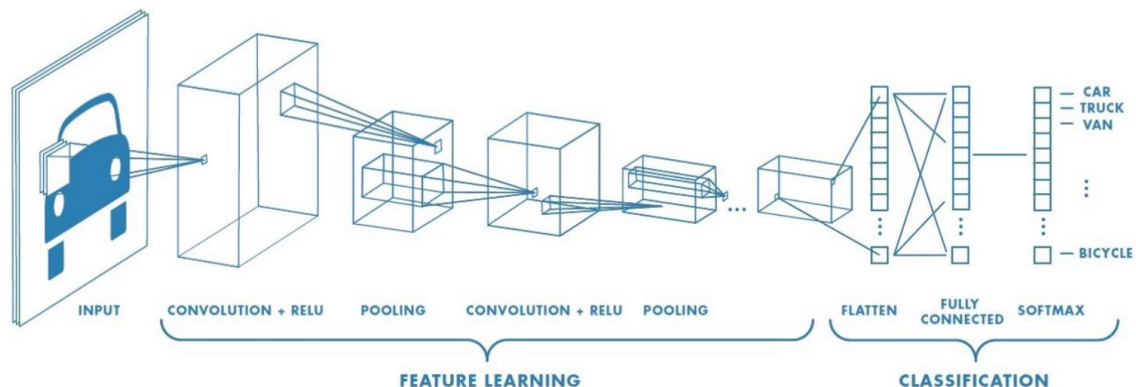 CAR
TRUCK
VAN
BICYCLE
INPUT
CONVOLUTION + RELU
POOLING
CONVOLUTION + RELU
POOLING
FLATTEN
FULLY
CONNECTED
SOFTMAX
FEATURE LEARNING
CLASSIFICATION